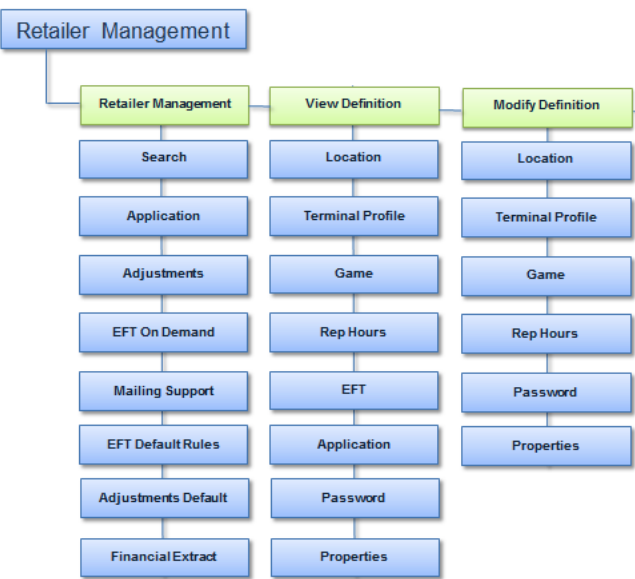 Retailer Management
Retailer Management
Search
Application
Adjustments
EFT On Demand
Mailing Support
EFT Default Rules
Adjustments Default
Financial Extract
View Definition
Location
Terminal Profile
Game
Rep Hours
EFT
Application
Password
Properties
Modify Definition
Location
Terminal Profile
Game
Rep Hours
Password
Properties